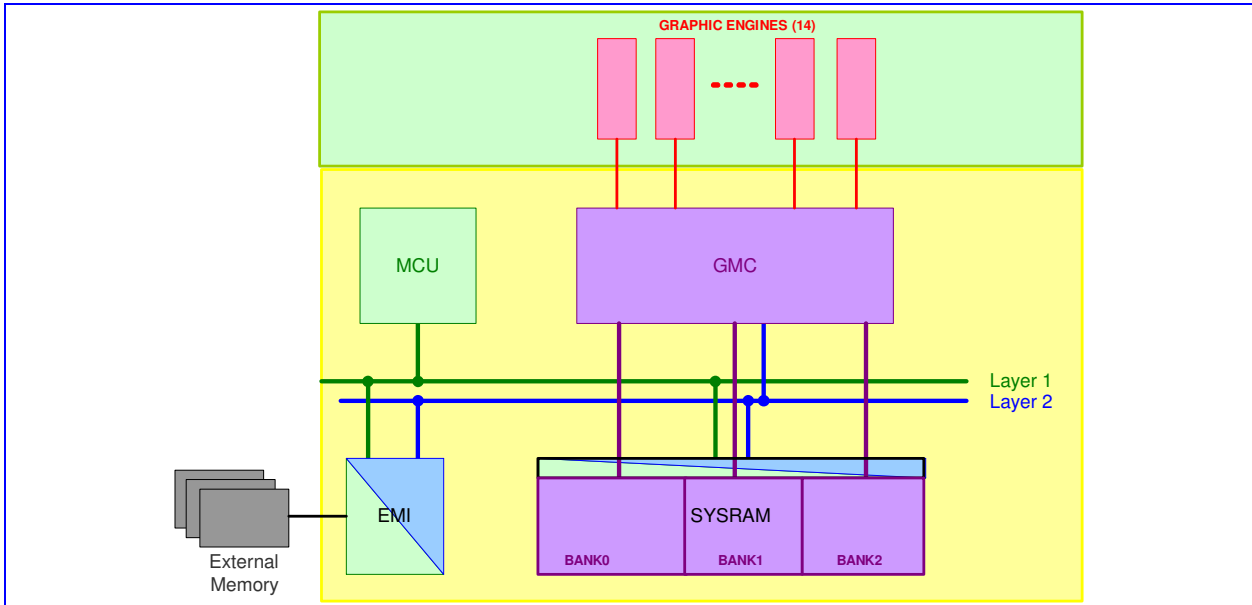 GRAPHIC ENGINES (14)
MCU
GMC
Layer 1
Layer 2
EMI
SYSRAM
BANK0
BANK1
BANK2
External
Memory